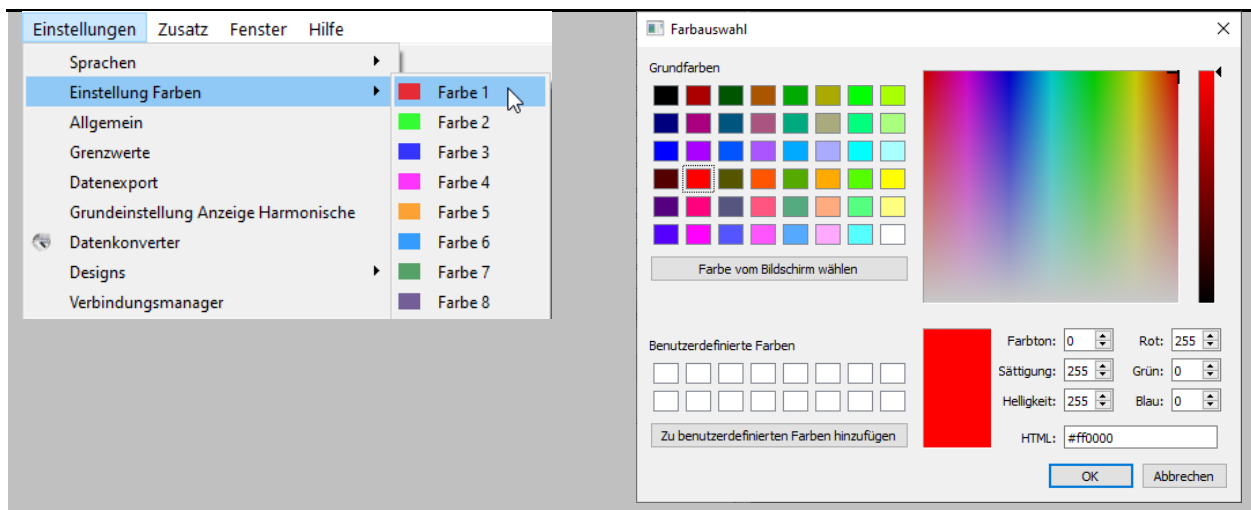 Einstellungen Zusatz Fenster Hilfe
Sprachen
Einstellung Farben
Allgemein
Grenzwerte
Datenexport
Grundeinstellung Anzeige Harmonische
Datenkonverter
Designs
Verbindungsmanager
Farbe 1
Farbe 2
Farbe 3
Farbe 4
Farbe 5
Farbe 6
Farbe 7
Farbe 8
Farbauswahl
Grundfarben
Farbe vom Bildschirm wählen
Benutzerdefinierte Farben
Zu benutzerdefinierten Farben hinzufügen
Farbton: 0 Rot: 255
Sättigung: 255 Grün: 0
Helligkeit: 255 Blau: 0
HTML: #ff0000
OK Abbrechen